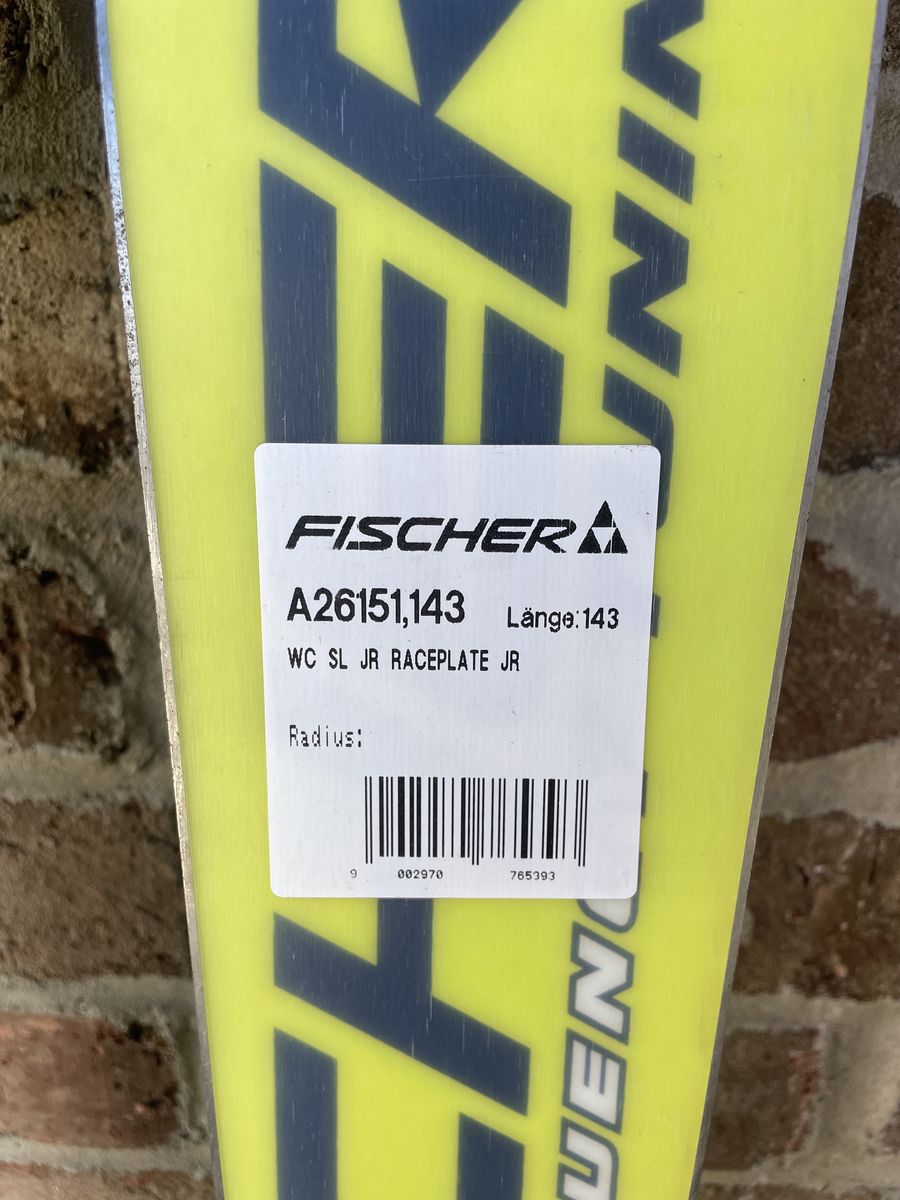 FISCHER
A26151,143 Länge:143
WC SL JR RACEPLATE JR
Radius:
9 002970 765393